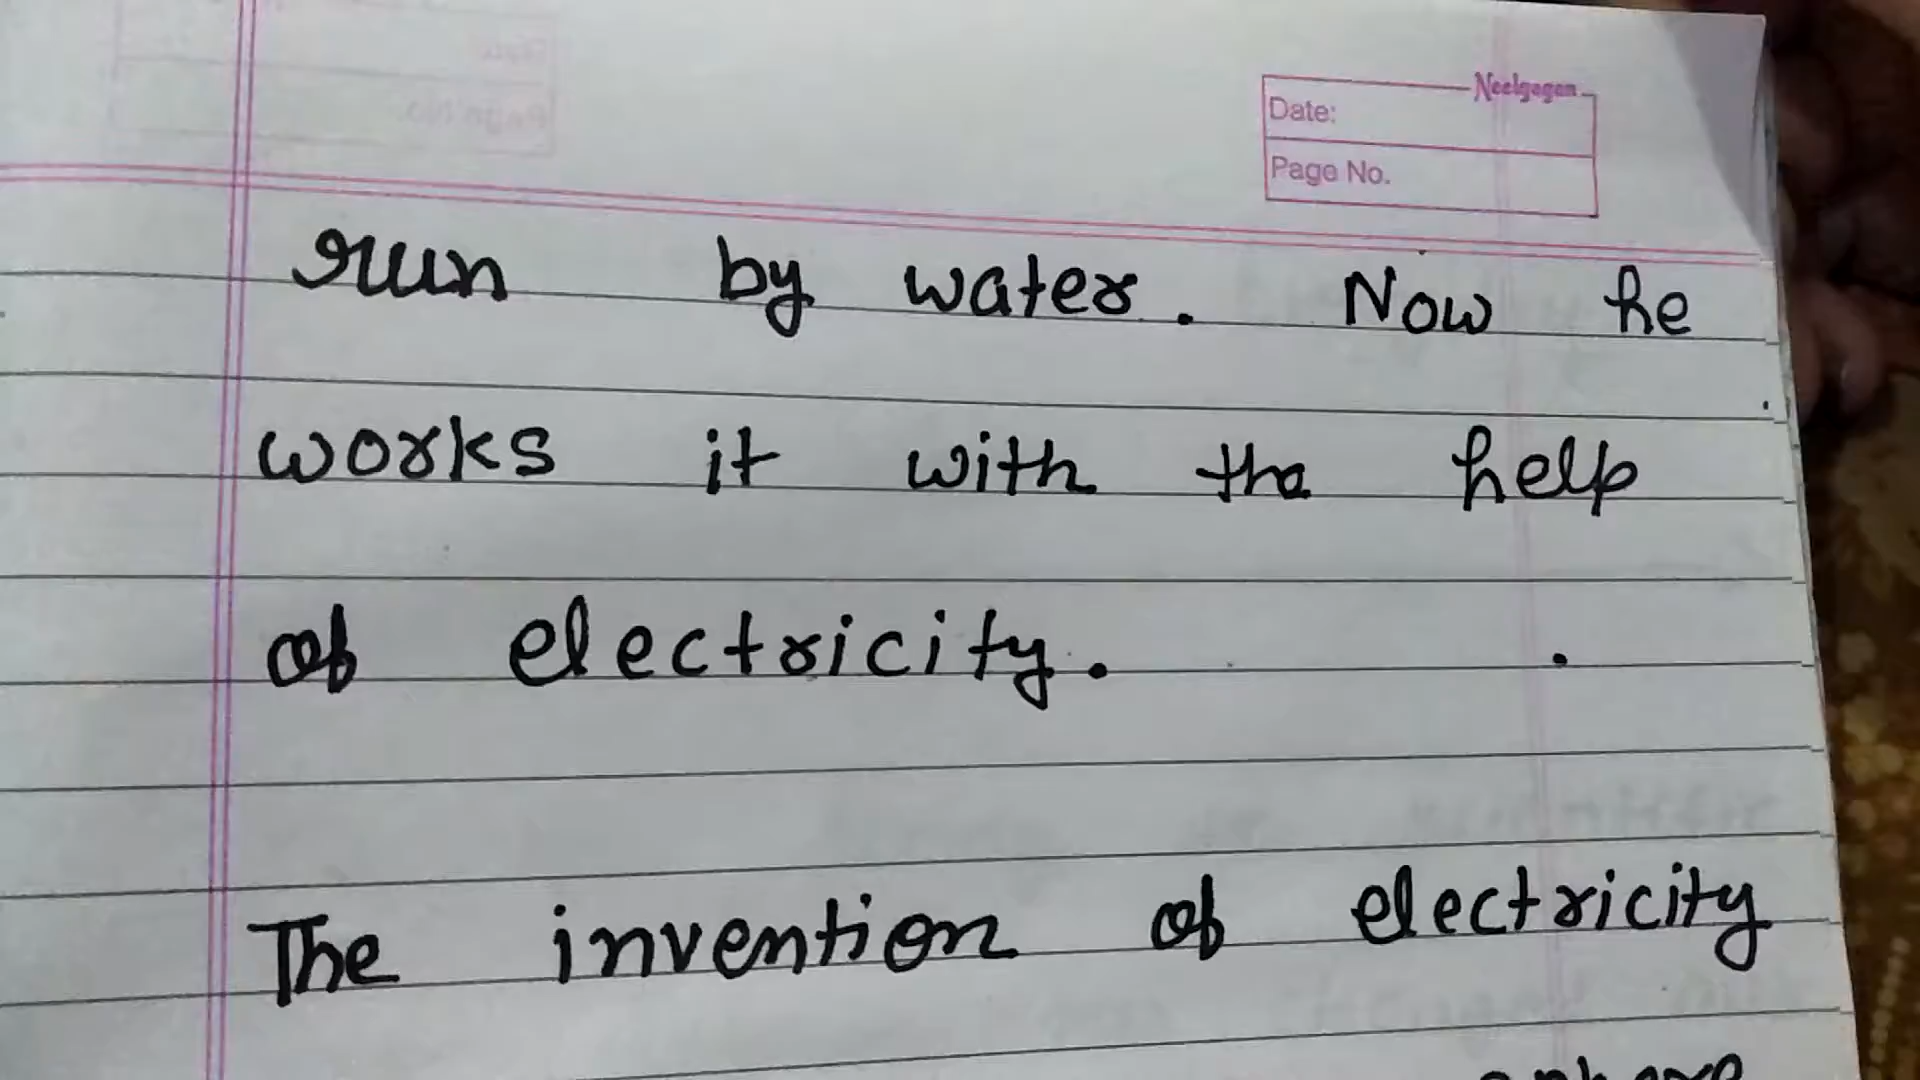 Neelgagan
Date:
Page No.
run by water. Now he
works it with the help
of electricity.
The invention of electricity